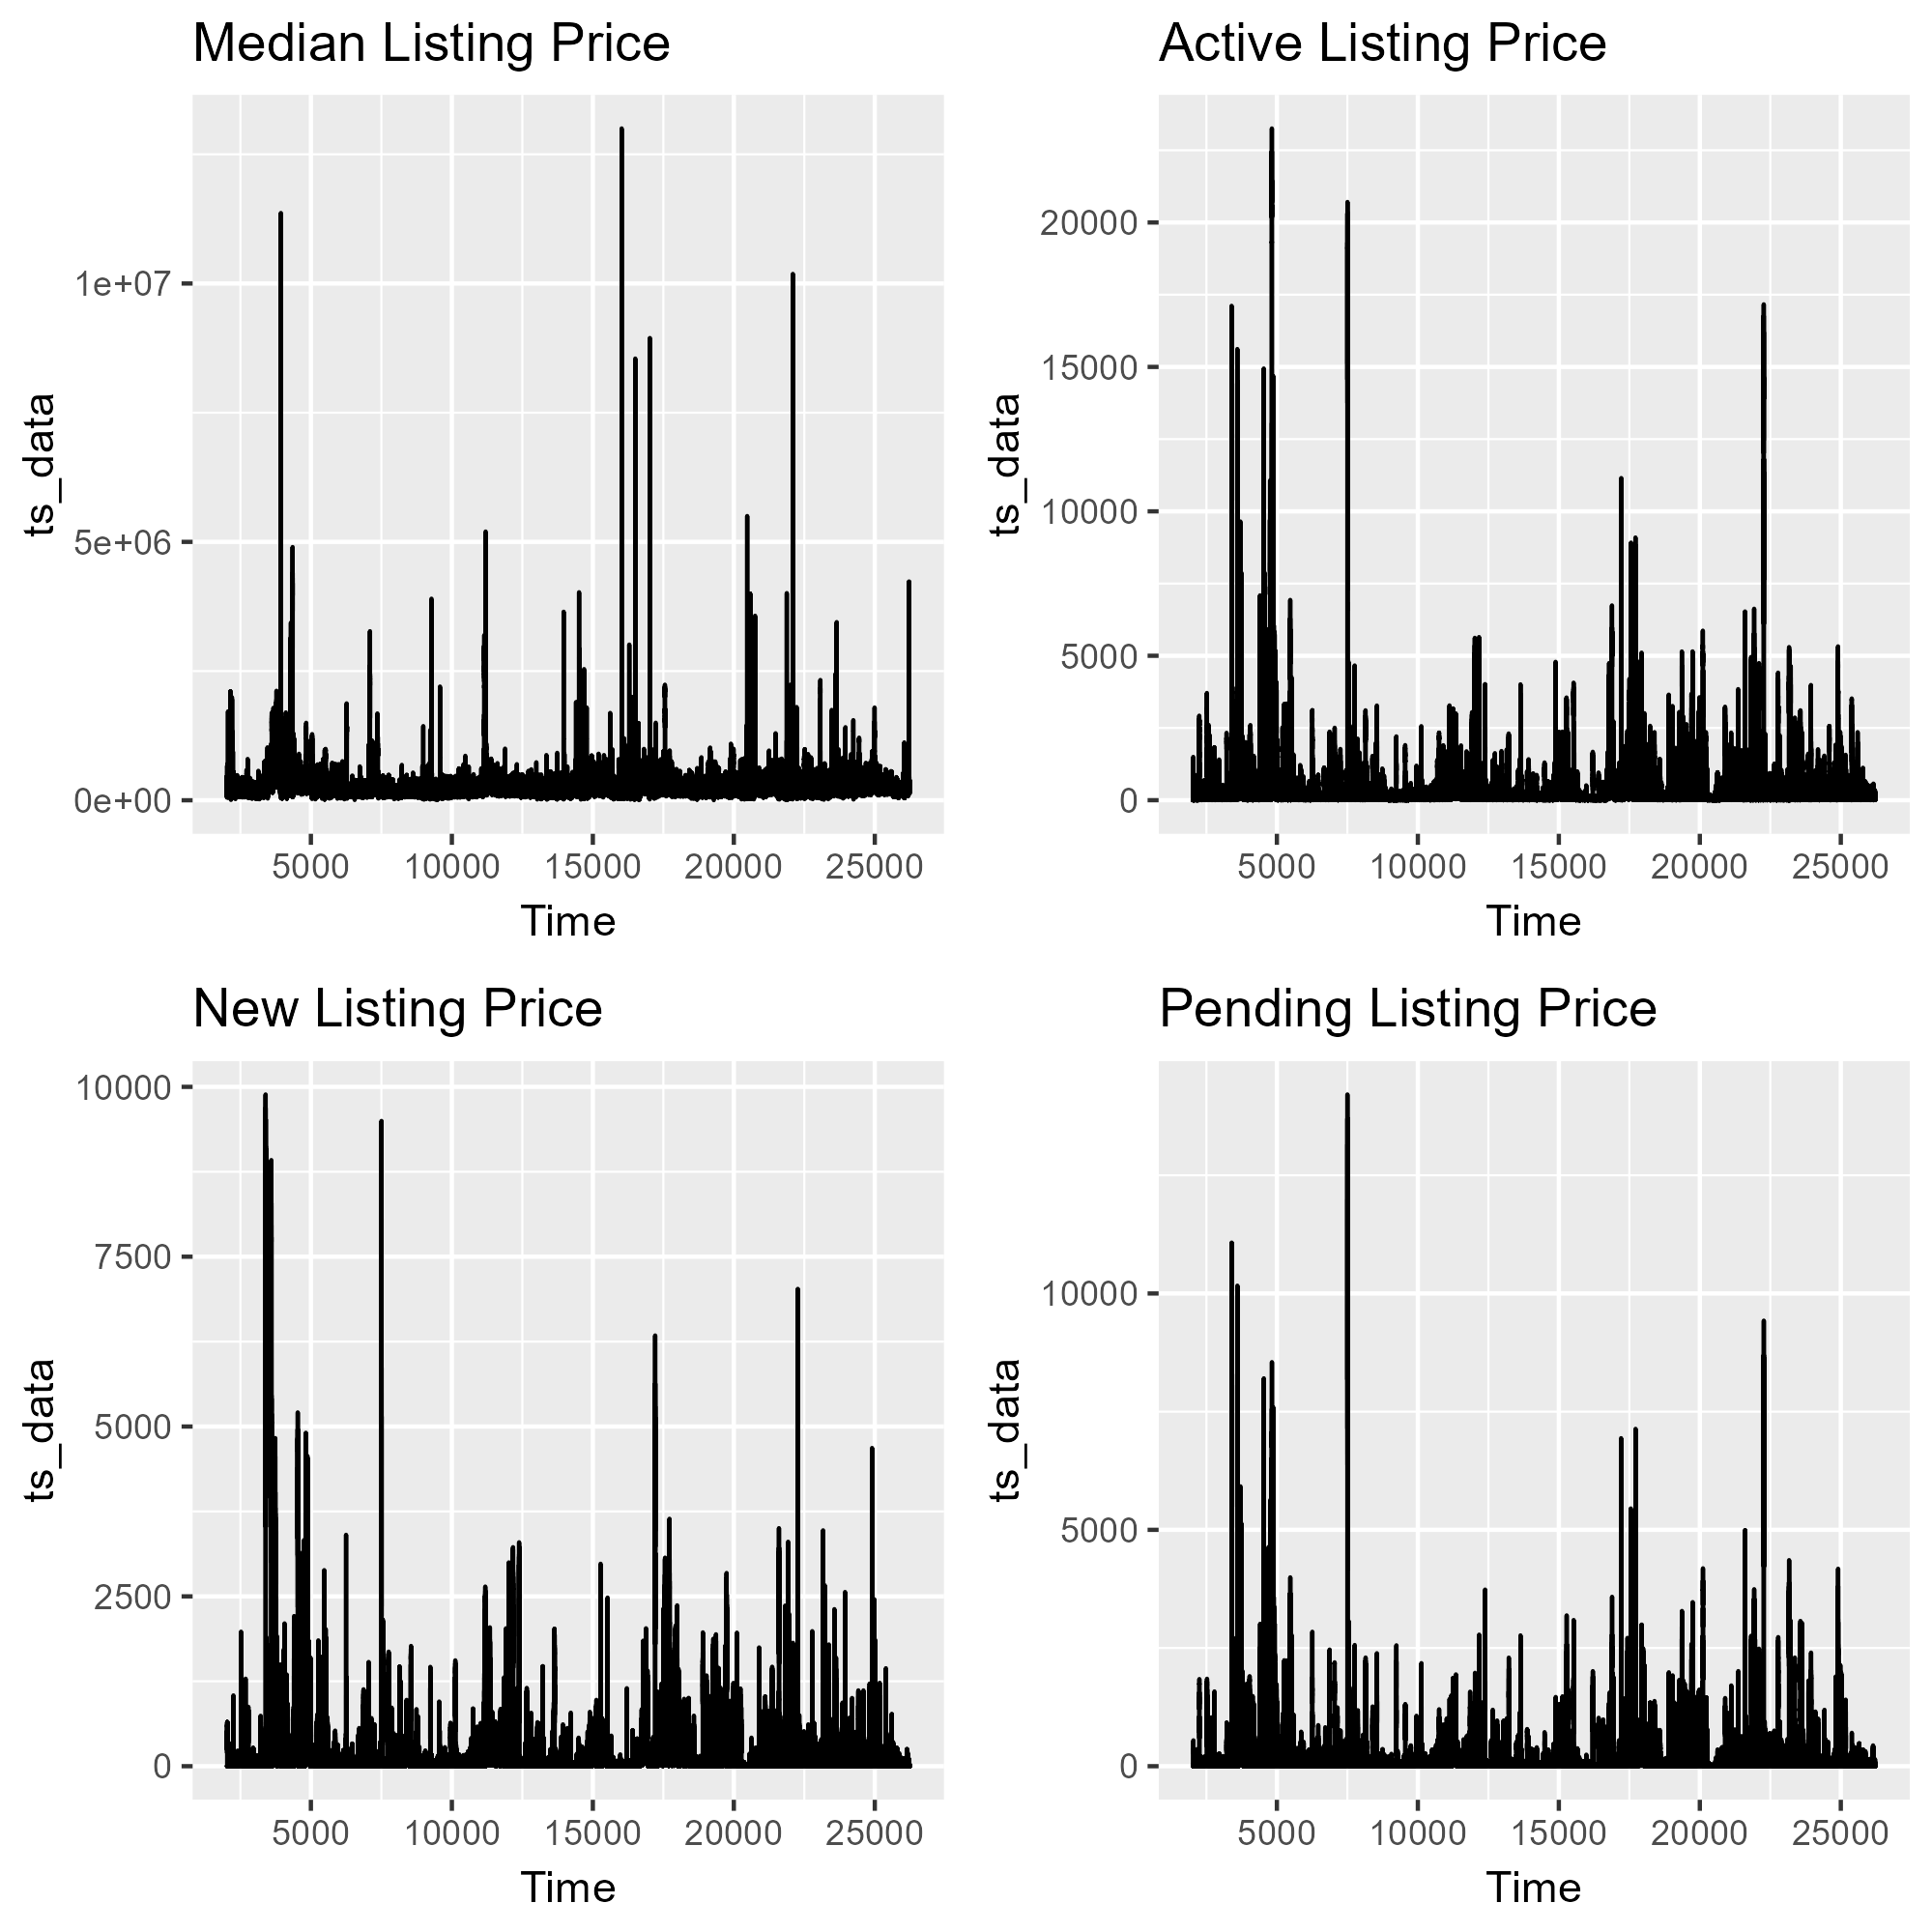 Median Listing Price
ts_data
1e+07
5e+06
0e+00
5000 10000 15000 20000 25000
Time
Active Listing Price
ts_data
20000
15000
10000
5000
0
5000 10000 15000 20000 25000
Time
New Listing Price
ts_data
10000
7500
5000
2500
0
5000 10000 15000 20000 25000
Time
Pending Listing Price
ts_data
10000
5000
0
5000 10000 15000 20000 25000
Time